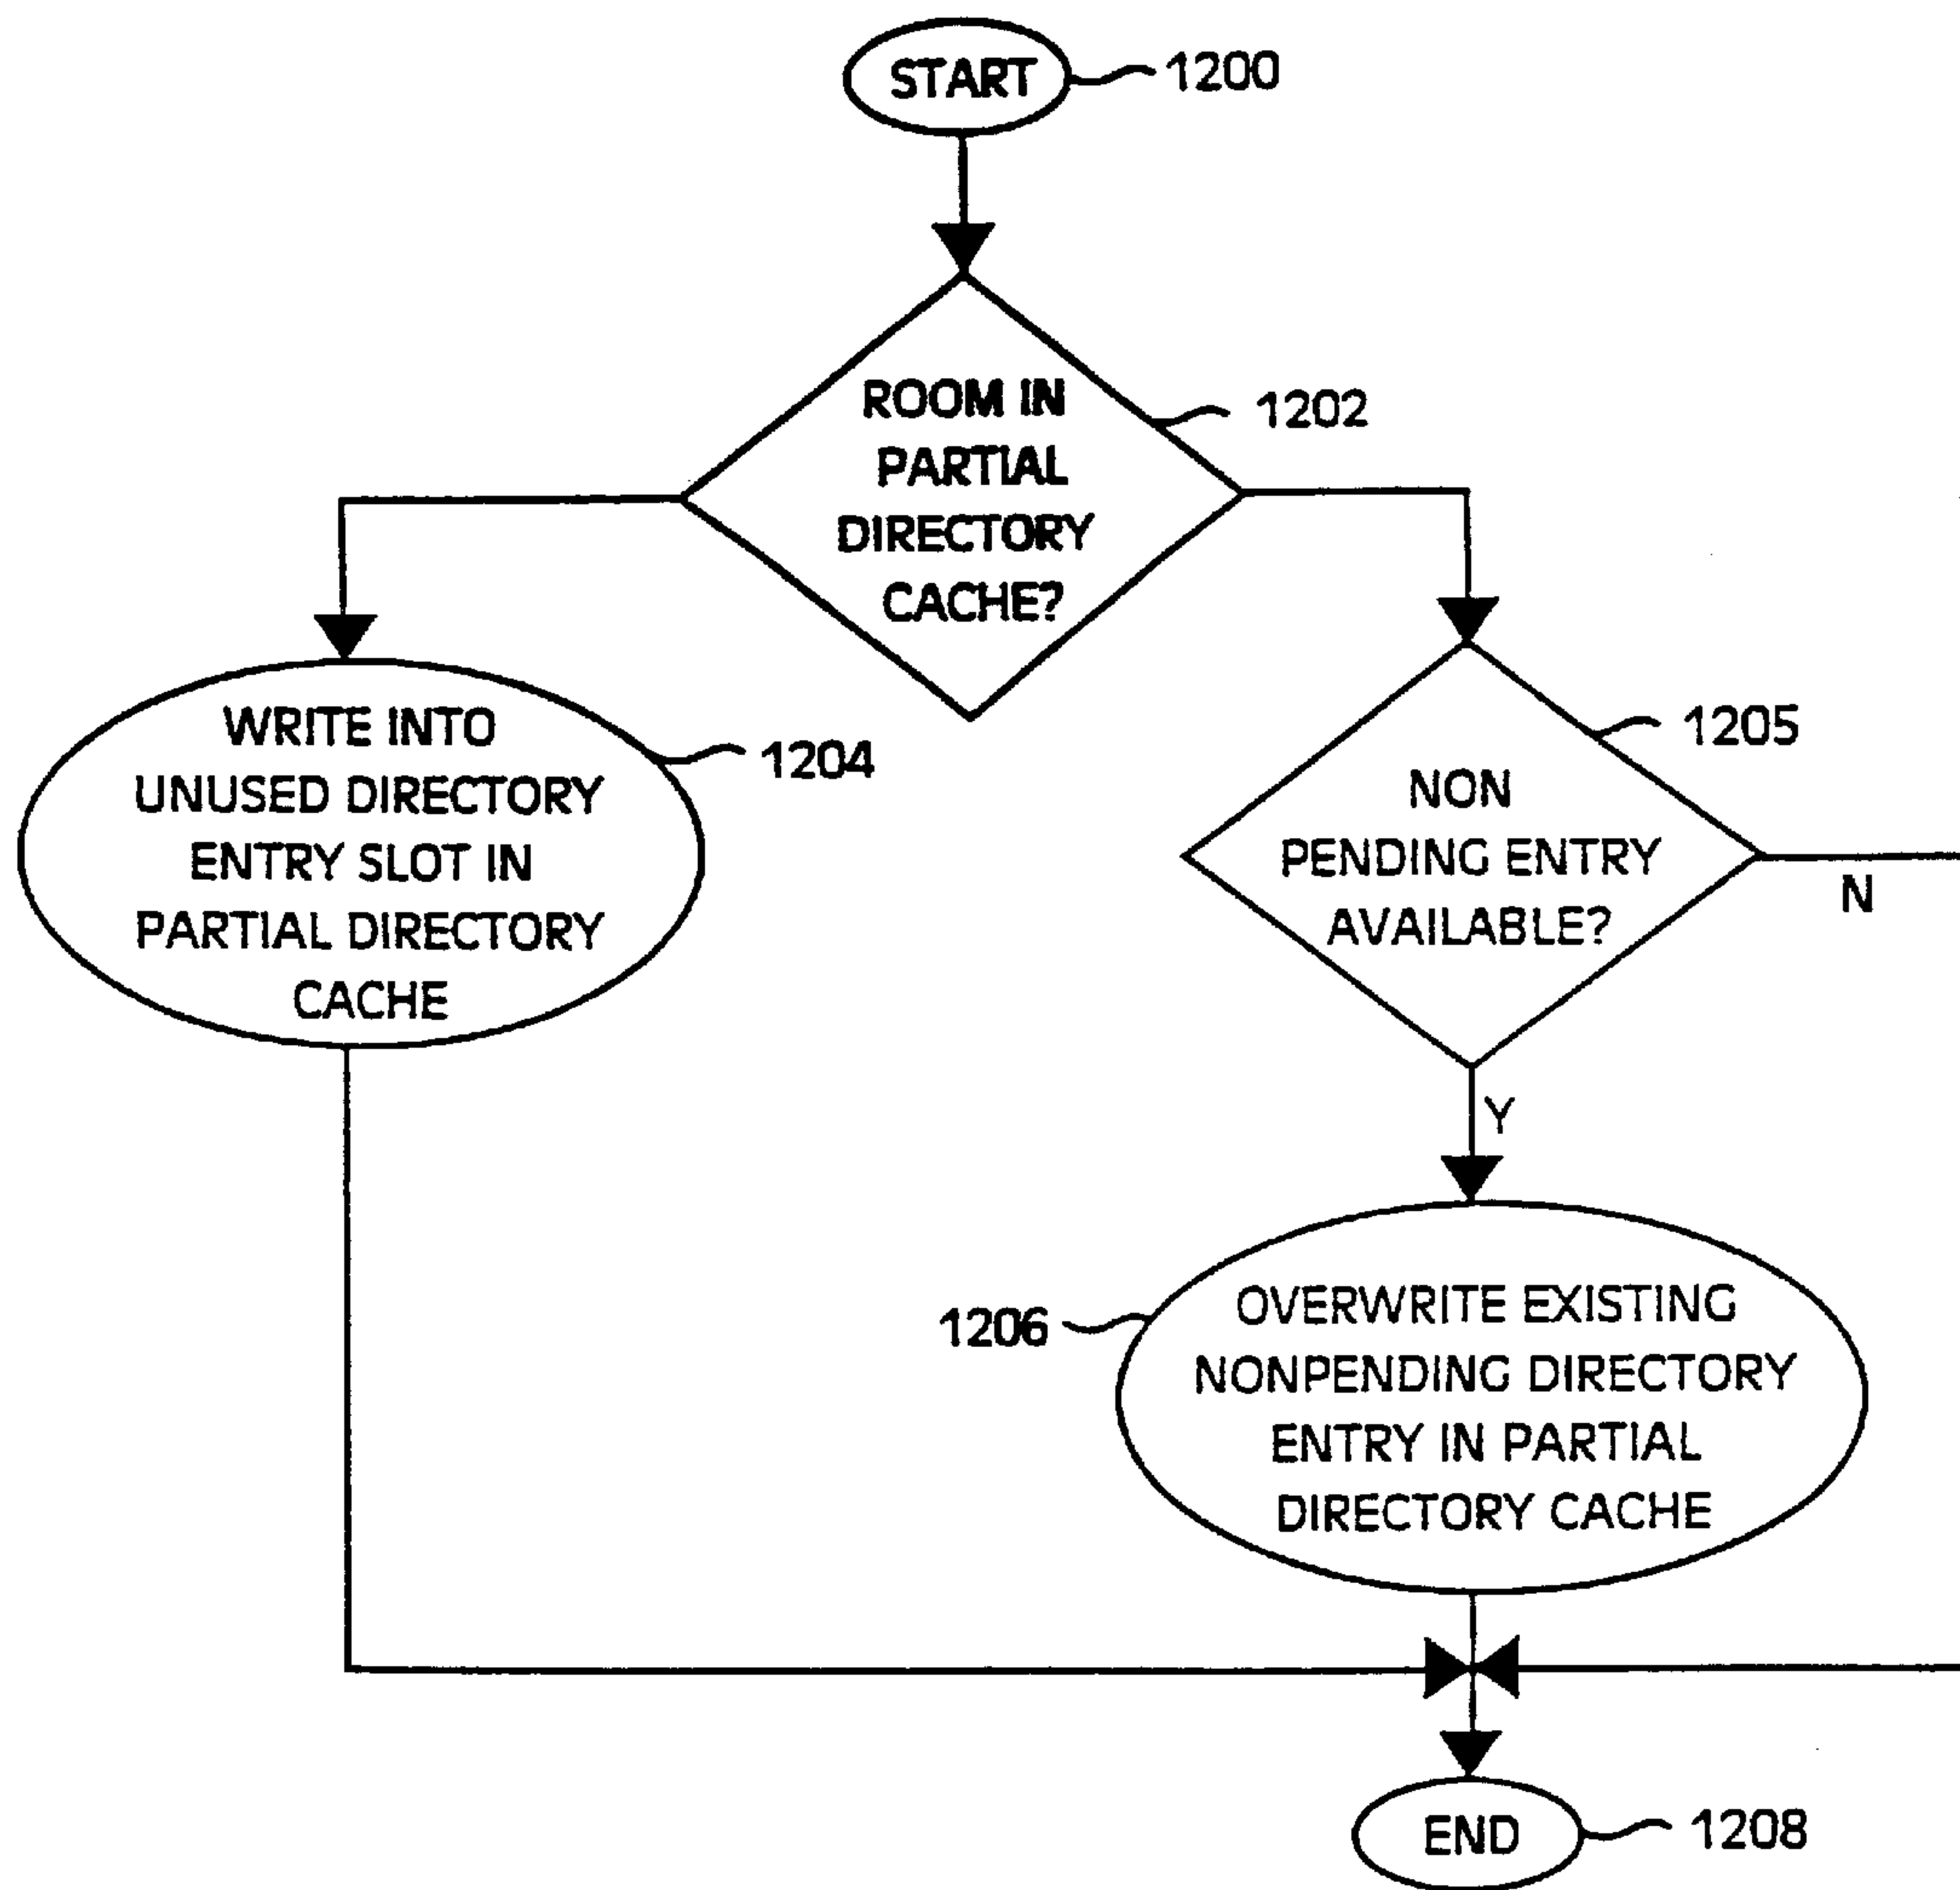 START
1200
ROOM IN
PARTIAL
DIRECTORY
CACHE?
1202
WRITE INTO
UNUSED DIRECTORY
ENTRY SLOT IN
PARTIAL DIRECTORY
CACHE
1204
NON
PENDING ENTRY
AVAILABLE?
1205
N
Y
OVERWRITE EXISTING
NONPENDING DIRECTORY
ENTRY IN PARTIAL
DIRECTORY CACHE
1206
END
1208